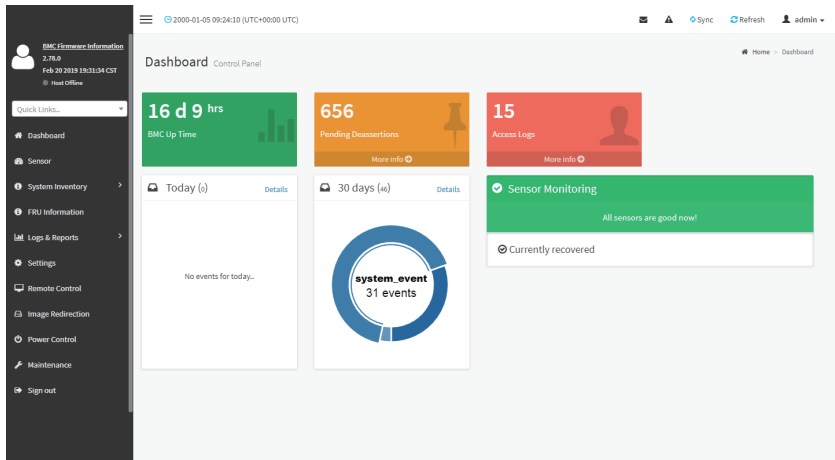 2000-01-05 09:24:10 (UTC+00:00 UTC)
Sync
Refresh
admin
BMC Firmware Information
2.78.0
Feb 20 2019 19:31:34 CST
Host Offline
Quick Links...
Dashboard
Sensor
System Inventory
FRU Information
Logs & Reports
Settings
Remote Control
Image Redirection
Power Control
Maintenance
Sign out
Dashboard Control Panel
Home > Dashboard
16 d 9 hrs
BMC Up Time
656
Pending Deassertions
More info
15
Access Logs
More info
Today (0) Details
No events for today...
30 days (46) Details
system_event
31 events
Sensor Monitoring
All sensors are good now!
Currently recovered